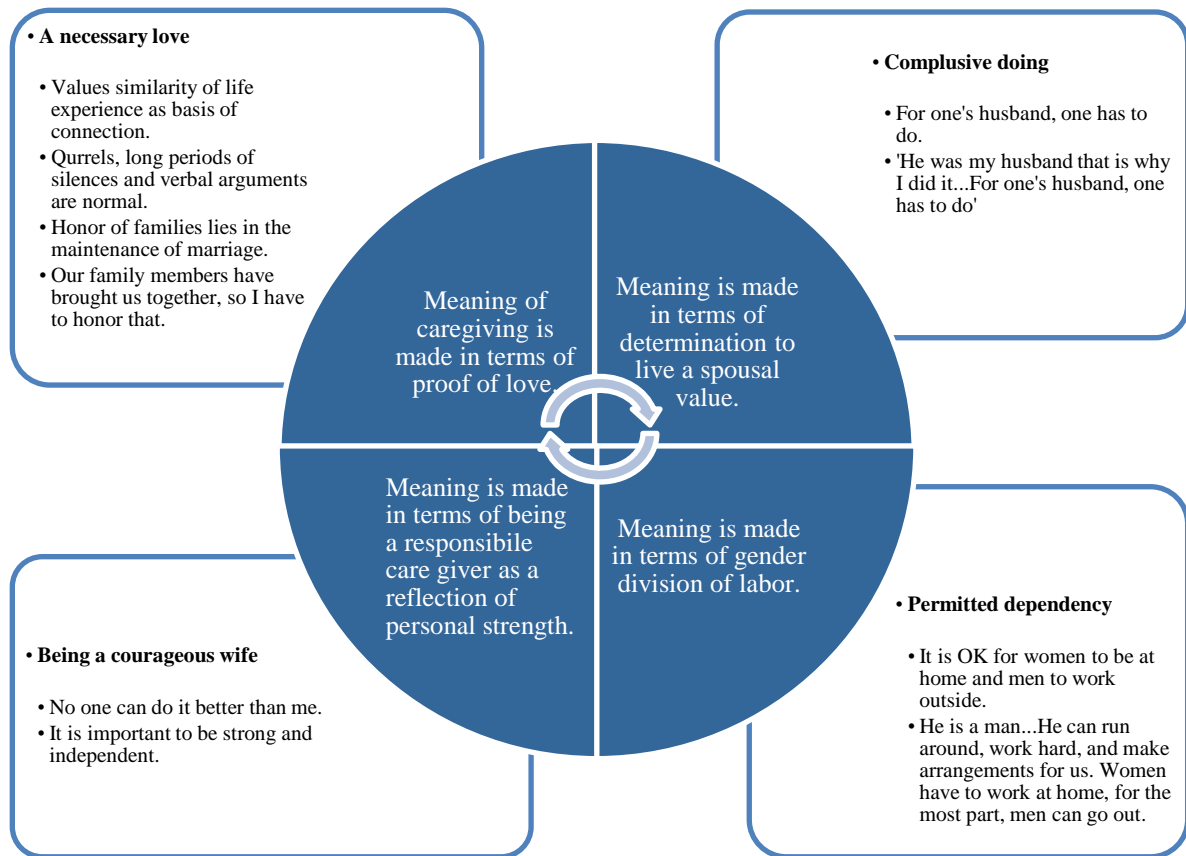 • A necessary love
• Values similarity of life
experience as basis of
connection.
• Qurrels, long periods of
silences and verbal arguments
are normal.
• Honor of families lies in the
maintenance of marriage.
• Our family members have
brought us together, so I have
to honor that.
• Complusive doing
• For one's husband, one has to
do.
• 'He was my husband that is why
I did it...For one's husband, one
has to do'
Meaning of
caregiving is
made in terms of
proof of love.
Meaning is made
in terms of
determination to
live a spousal
value.
Meaning is made
in terms of being
a responsibile
care giver as a
reflection of
personal strength.
Meaning is made
in terms of gender
division of labor.
• Being a courageous wife
• No one can do it better than me.
• It is important to be strong and
independent.
• Permitted dependency
• It is OK for women to be at
home and men to work
outside.
• He is a man...He can run
around, work hard, and make
arrangements for us. Women
have to work at home, for the
most part, men can go out.